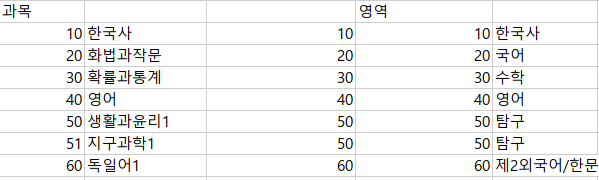 과목 영역
10 한국사 10 10 한국사
20 화법과작문 20 20 국어
30 확률과통계 30 30 수학
40 영어 40 40 영어
50 생활과윤리1 50 50 탐구
51 지구과학1 50 50 탐구
60 독일어1 60 60 제2외국어/한문